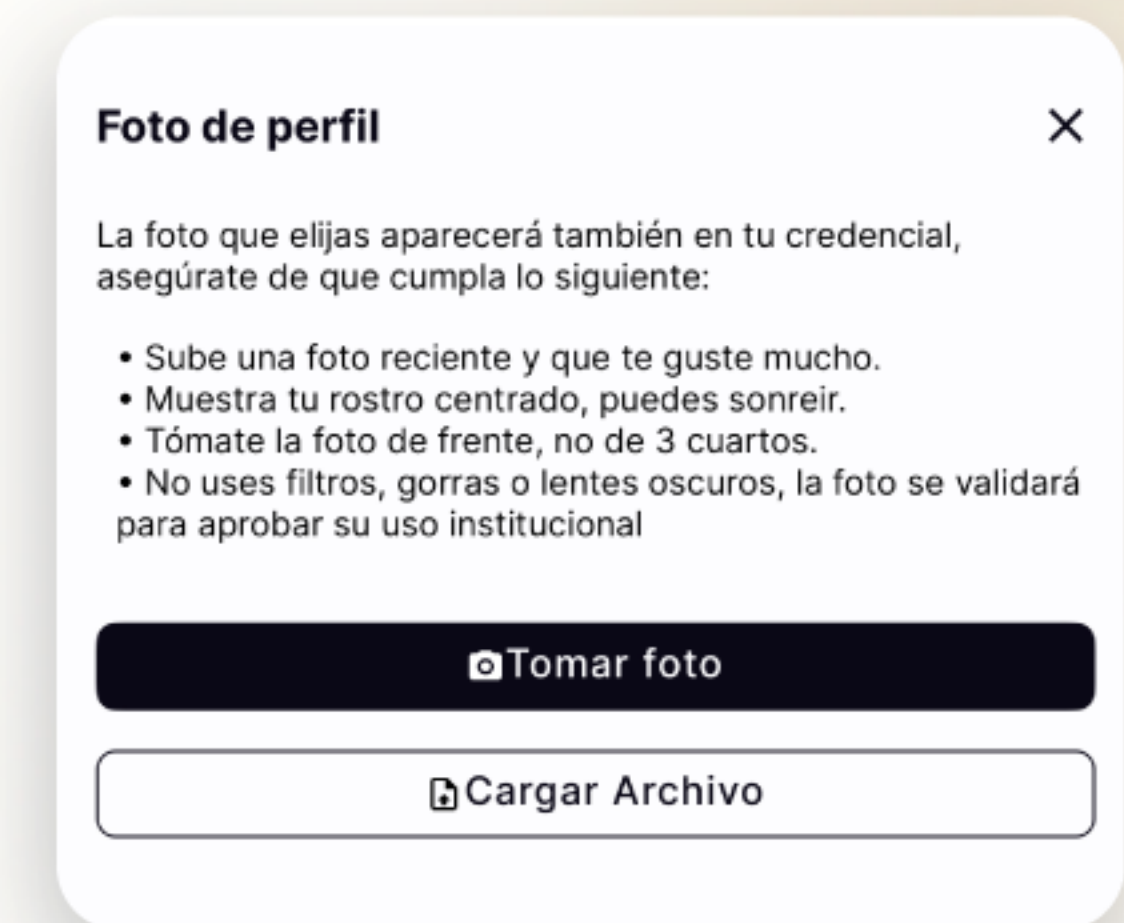 Foto de perfil
La foto que elijas aparecerá también en tu credencial,
asegúrate de que cumpla lo siguiente:
• Sube una foto reciente y que te guste mucho.
• Muestra tu rostro centrado, puedes sonreir.
• Tómate la foto de frente, no de 3 cuartos.
• No uses filtros, gorras o lentes oscuros, la foto se validará
para aprobar su uso institucional
Tomar foto
Cargar Archivo